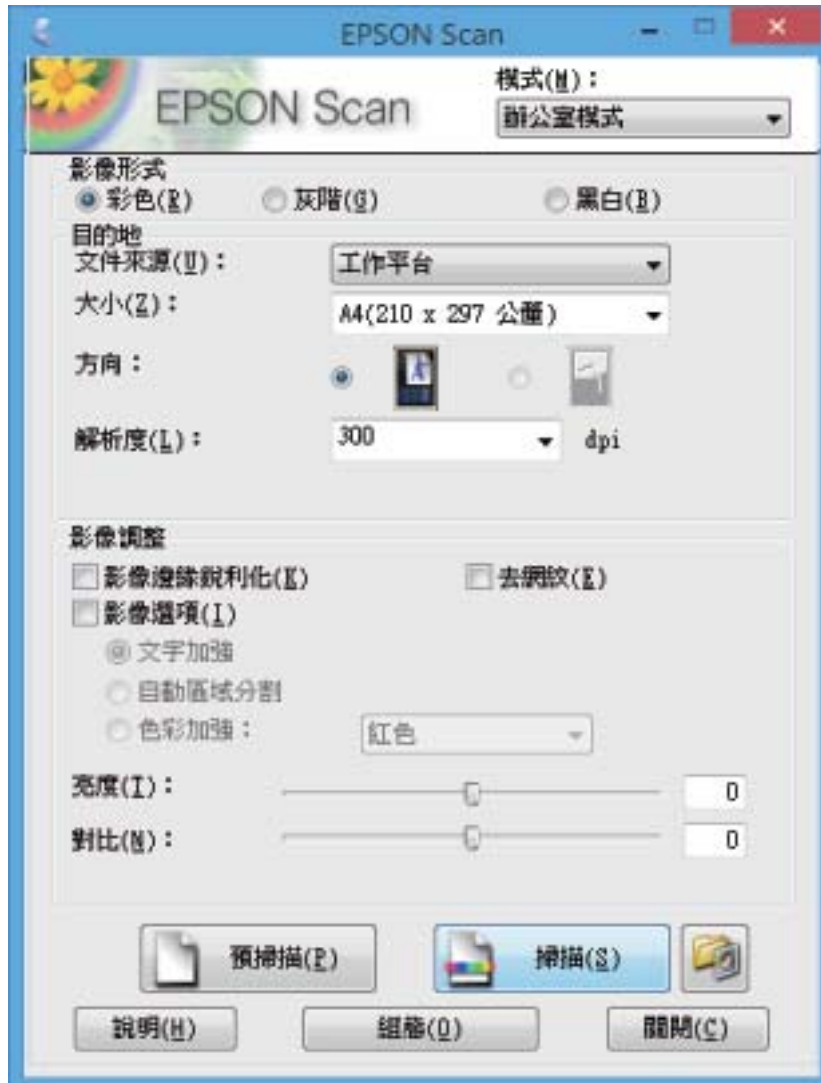 EPSON Scan
EPSON Scan
模式(M)：
辦公室模式
影像形式
彩色(R) 灰階(G) 黑白(B)
目的地
文件來源(U)： 工作平台
大小(Z)： A4(210 x 297 公釐)
方向：
解析度(L)： 300 dpi
影像調整
影像邊緣銳利化(K) 去網紋(E)
影像選項(I)
文字加強
自動區域分割
色彩加強： 紅色
亮度(T)： 0
對比(N)： 0
預掃描(P) 掃描(S)
說明(H) 組態(O) 關閉(C)